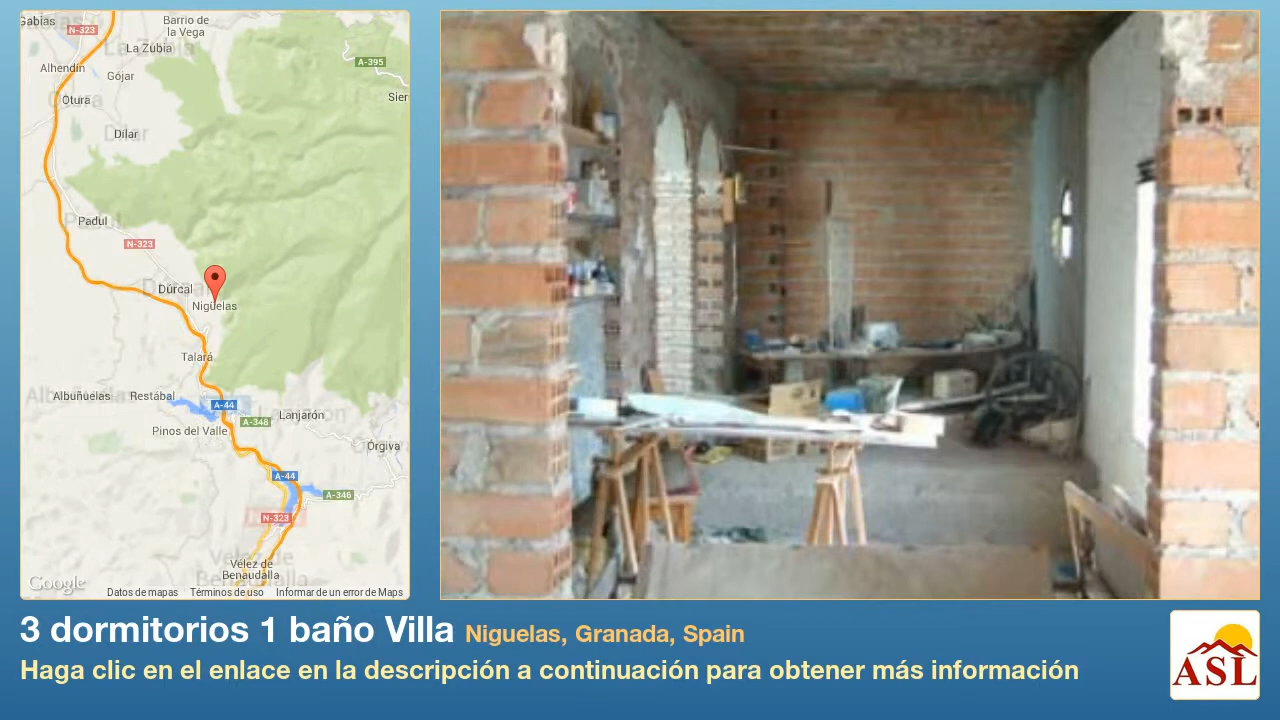 Gabias
N-323
Barrio de
la Vega
La Zubia
Alhendín
Gójar
A-395
Otura
Sier
Dílar
Padul
N-323
Dúrcal
Nigüelas
Talará
Albuñuelas
Restábal
A-44
Lanjarón
A-346
Pinos del Valle
Órgiva
A-44
A-346
N-323
Vélez de
Benaudalla
Google
Datos de mapas
Términos de uso
Informar de un error de Maps
3 dormitorios 1 baño Villa Niguelas, Granada, Spain
Haga clic en el enlace en la descripción a continuación para obtener más información
ASL